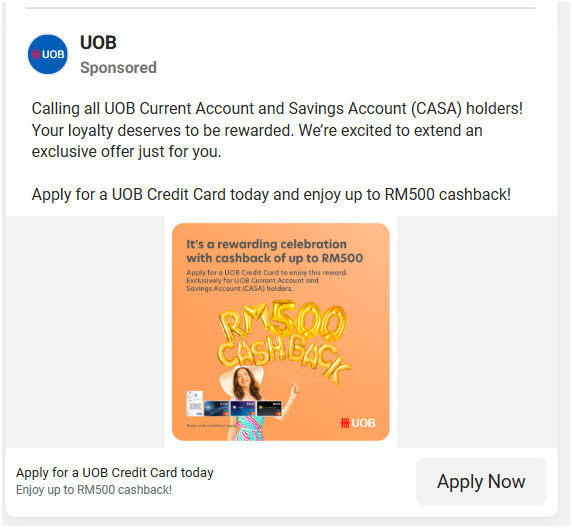 UOB
UOB
Sponsored
Calling all UOB Current Account and Savings Account (CASA) holders!
Your loyalty deserves to be rewarded. We’re excited to extend an
exclusive offer just for you.
Apply for a UOB Credit Card today and enjoy up to RM500 cashback!
It's a rewarding celebration
with cashback of up to RM500
Apply for a UOB Credit Card to enjoy this reward.
Exclusively for UOB Current Account and
Savings Account (CASA) holders.
RM500
CASHBACK
Terms and conditions apply.
UOB
Apply for a UOB Credit Card today
Enjoy up to RM500 cashback!
Apply Now